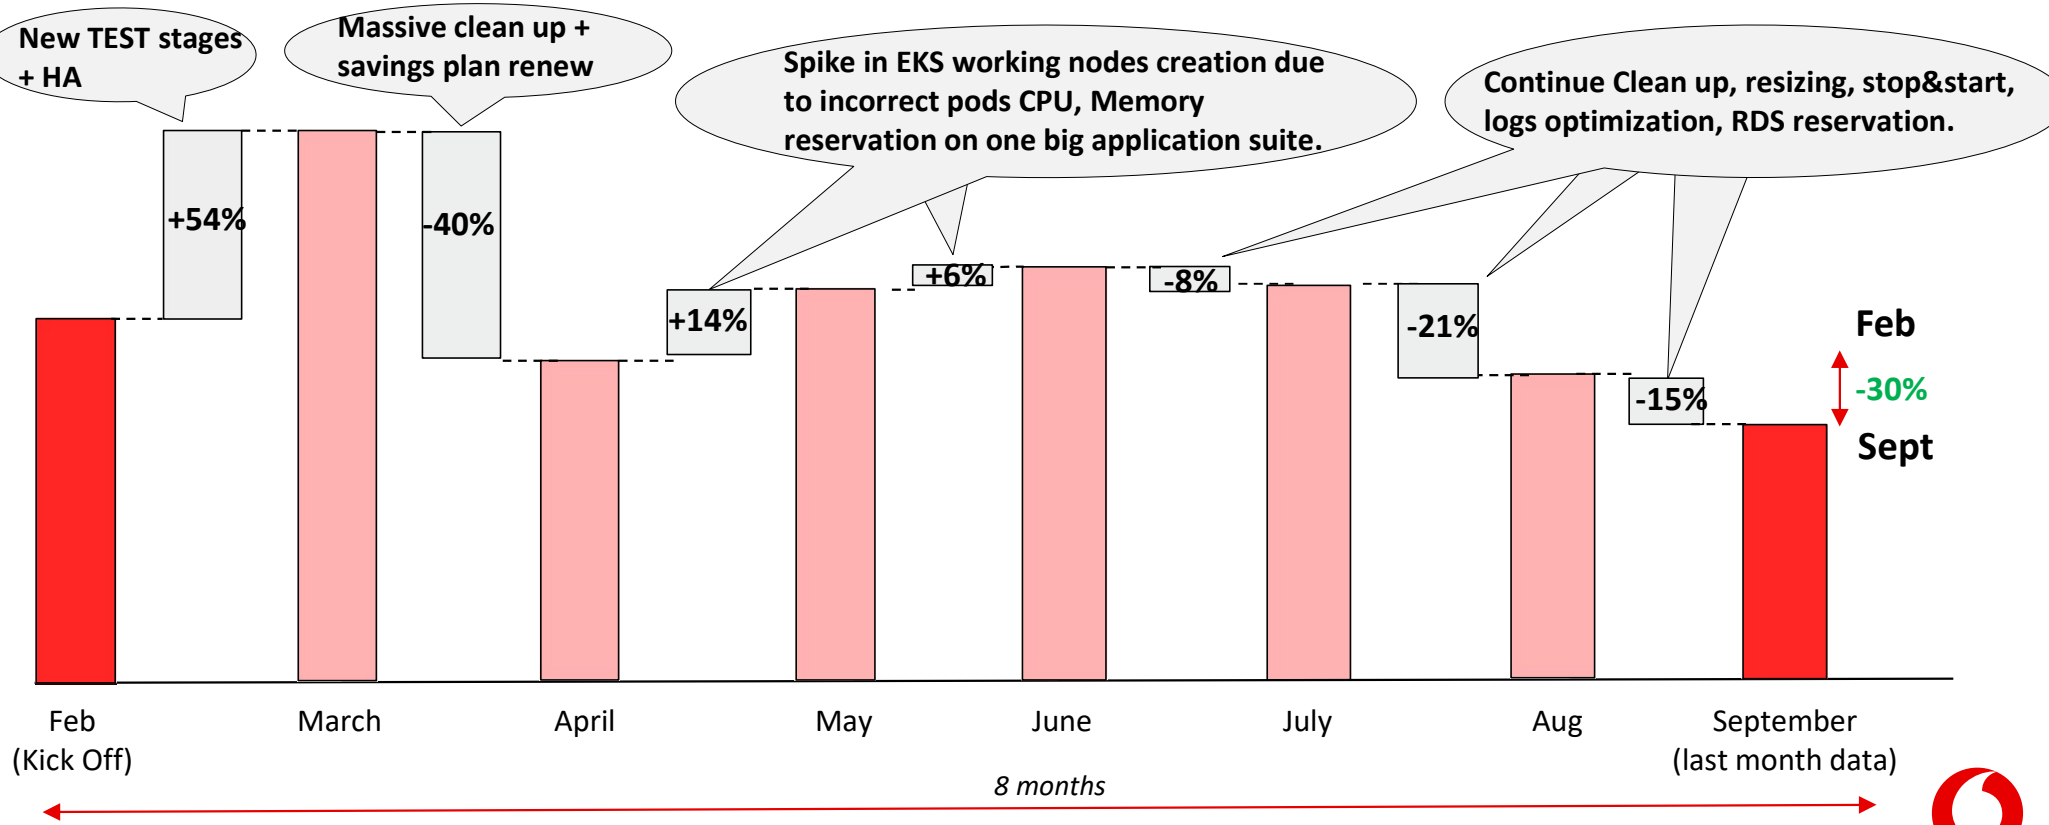 New TEST stages
+ HA
Massive clean up +
savings plan renew
Spike in EKS working nodes creation due
to incorrect pods CPU, Memory
reservation on one big application suite.
Continue Clean up, resizing, stop&start,
logs optimization, RDS reservation.
+54%
-40%
+14%
+6%
-8%
-21%
-15%
Feb
-30%
Sept
Feb
(Kick Off)
March
April
May
June
July
Aug
September
(last month data)
8 months